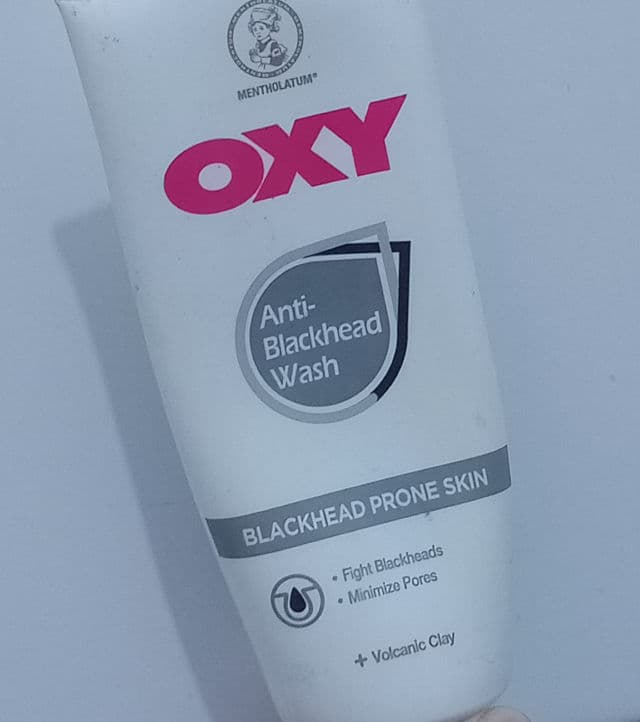 MENTHOLATUM®
OXY
Anti-
Blackhead
Wash
BLACKHEAD PRONE SKIN
• Fight Blackheads
• Minimize Pores
+ Volcanic Clay